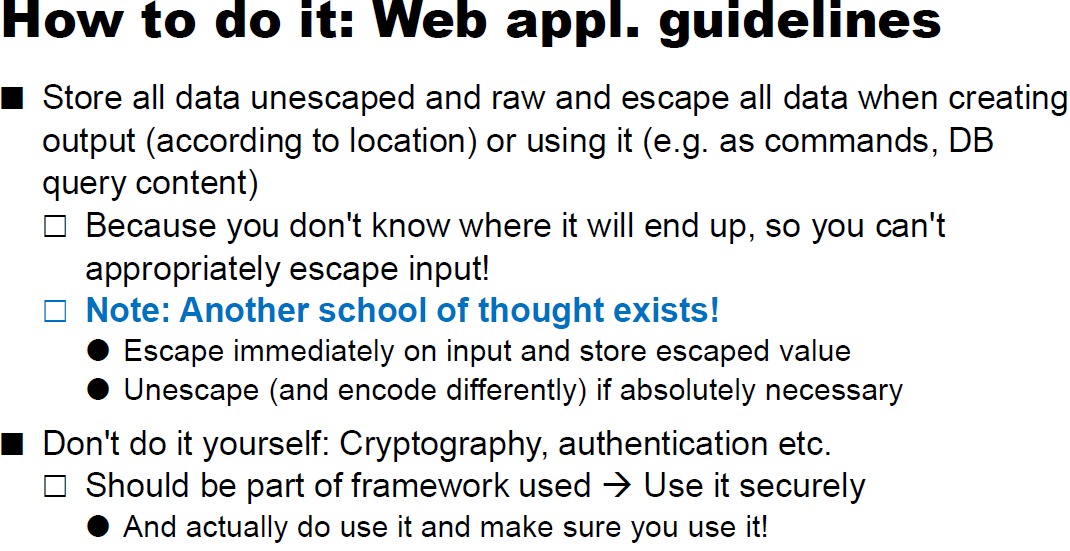 How to do it: Web appl. guidelines
■ Store all data unescaped and raw and escape all data when creating
output (according to location) or using it (e.g. as commands, DB
query content)
□ Because you don't know where it will end up, so you can't
appropriately escape input!
□ Note: Another school of thought exists!
● Escape immediately on input and store escaped value
● Unescape (and encode differently) if absolutely necessary
■ Don't do it yourself: Cryptography, authentication etc.
□ Should be part of framework used → Use it securely
● And actually do use it and make sure you use it!